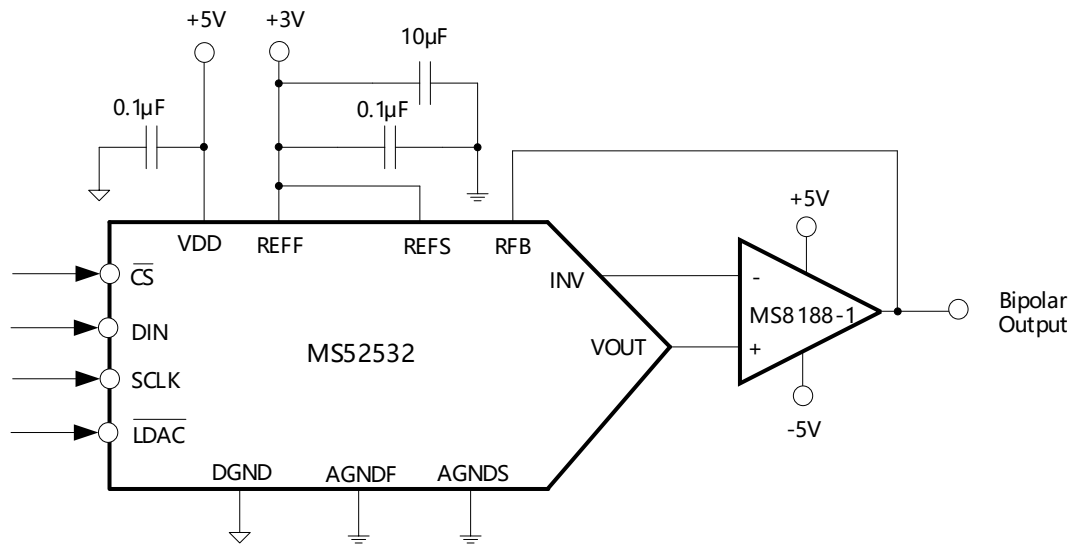 +5V
+3V
10μF
0.1μF
0.1μF
+5V
VDD
REFF
REFS
RFB
CS
INV
-
MS8188-1
Bipolar
Output
DIN
MS52532
VOUT
+
SCLK
LDAC
-5V
DGND
AGNDF
AGNDS